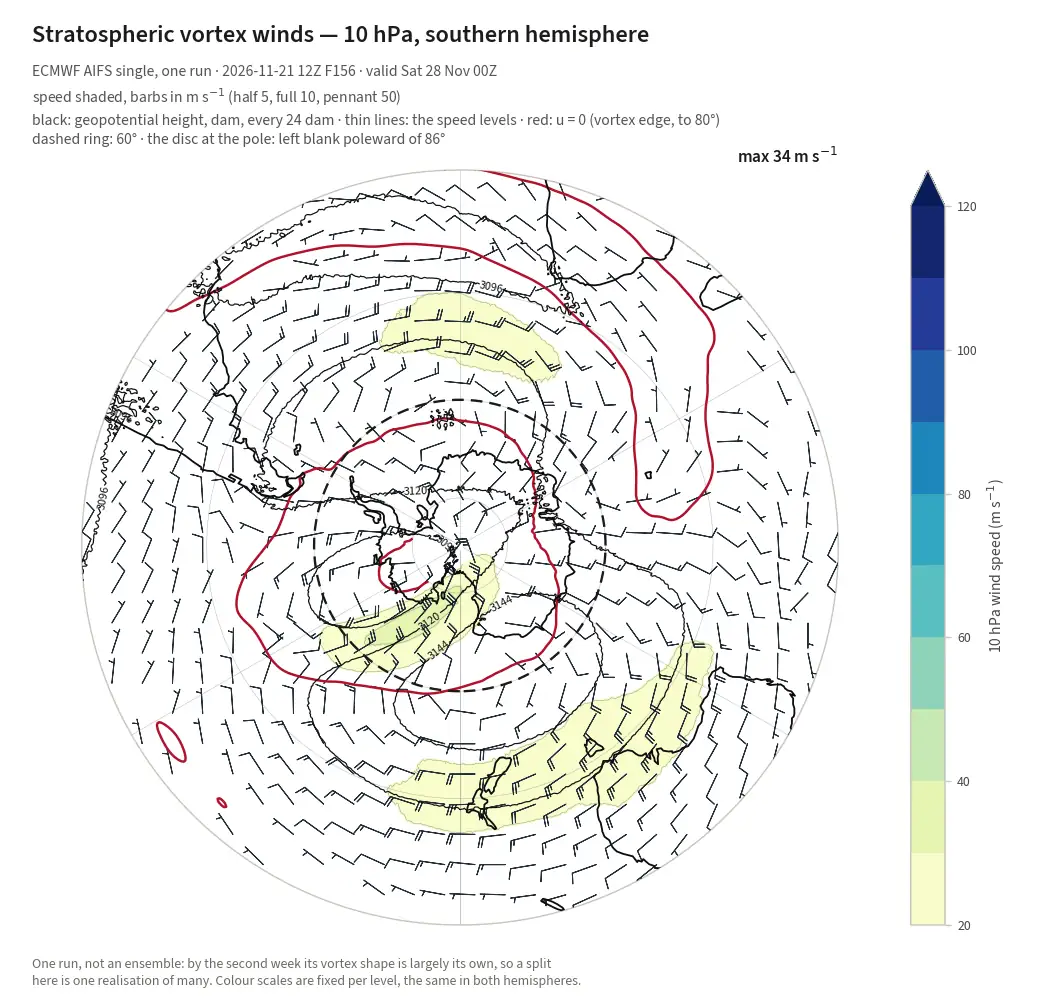 Stratospheric vortex winds — 10 hPa, southern hemisphere
ECMWF AIFS single, one run · 2026-11-21 12Z F156 · valid Sat 28 Nov 00Z
speed shaded, barbs in m s⁻¹ (half 5, full 10, pennant 50)
black: geopotential height, dam, every 24 dam · thin lines: the speed levels · red: u = 0 (vortex edge, to 80°)
dashed ring: 60° · the disc at the pole: left blank poleward of 86°
max 34 m s⁻¹
3096
3120
3096
3144
3120
3144
120
100
80
60
40
20
10 hPa wind speed (m s⁻¹)
One run, not an ensemble: by the second week its vortex shape is largely its own, so a split
here is one realisation of many. Colour scales are fixed per level, the same in both hemispheres.